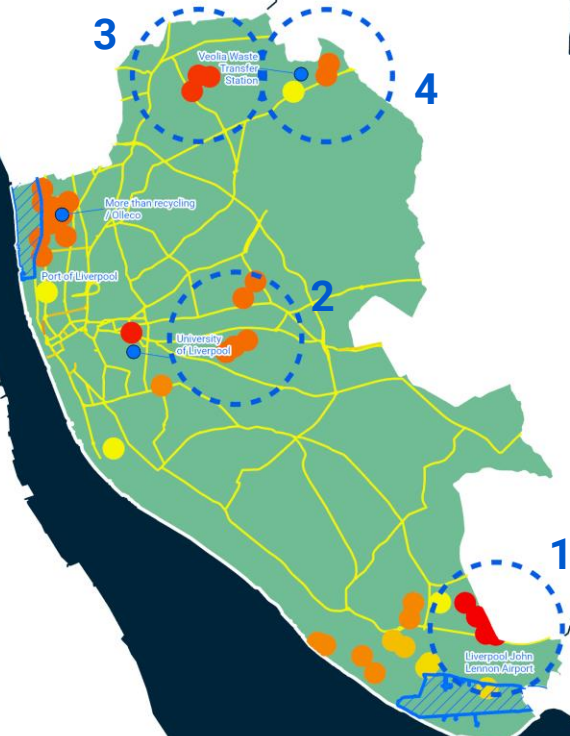 3
Veolia Waste
Transfer
Station
4
More than recycling
/ Olleco
Port of Liverpool
2
University
of Liverpool
1
Liverpool John
Lennon Airport